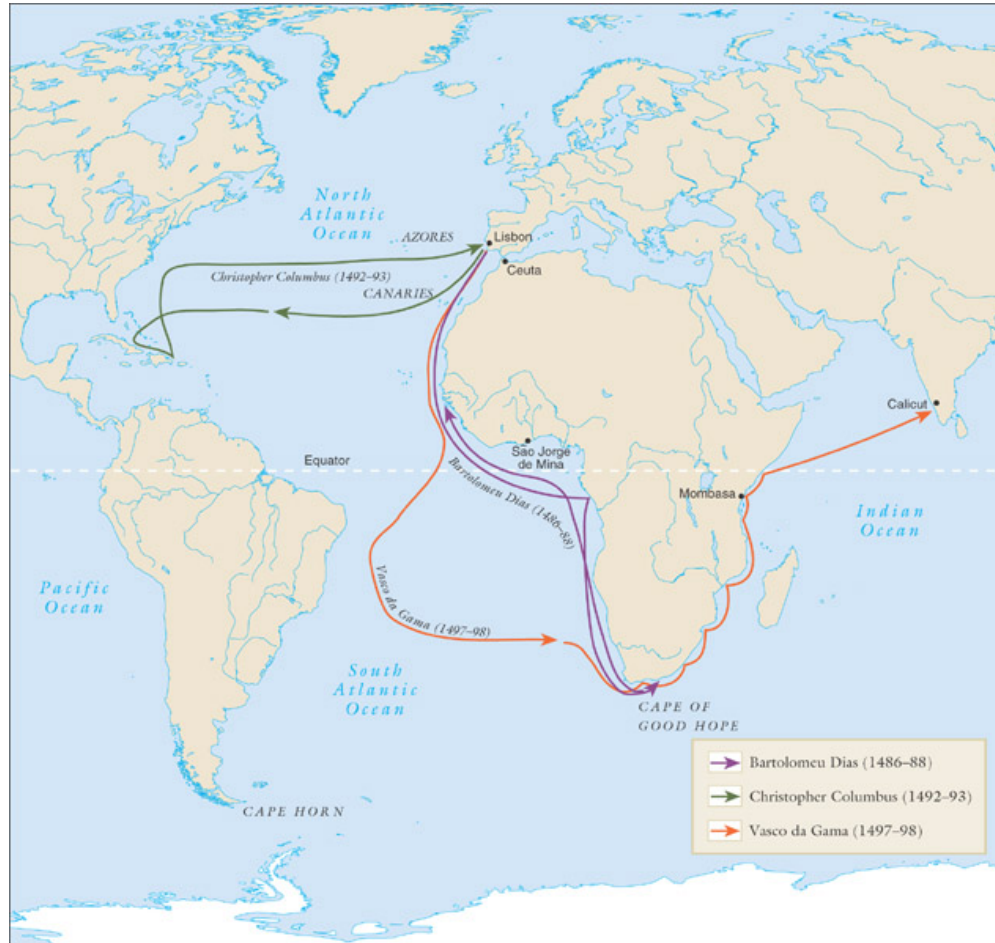 North
Atlantic
Ocean
AZORES
Lisbon
Ceuta
Christopher Columbus (1492–93)
CANARIES
Calicut
Sao Jorge
de Mina
Equator
Bartolomeu Dias (1486–88)
Mombasa
Indian
Ocean
Pacific
Ocean
Vasco da Gama (1497–98)
South
Atlantic
Ocean
CAPE OF
GOOD HOPE
CAPE HORN
Bartolomeu Dias (1486–88)
Christopher Columbus (1492–93)
Vasco da Gama (1497–98)